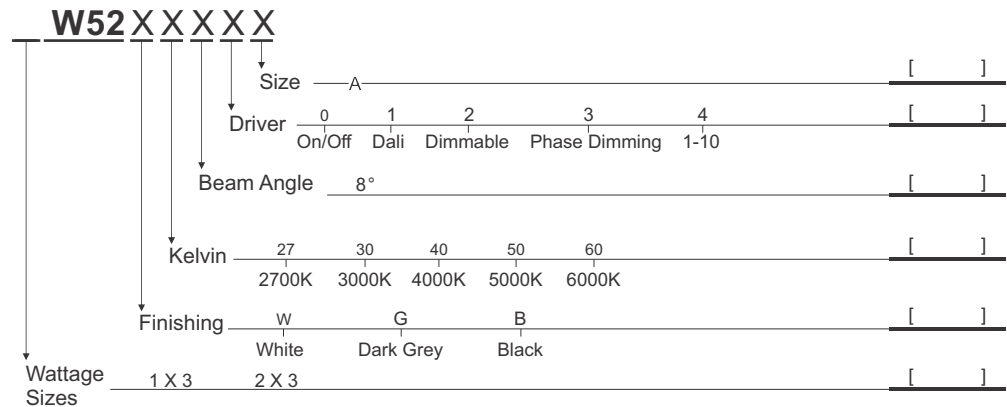 W52 X X X X X
Size A [ ]
0 1 2 3 4
Driver [ ]
On/Off Dali Dimmable Phase Dimming 1-10
Beam Angle 8° [ ]
27 30 40 50 60
Kelvin [ ]
2700K 3000K 4000K 5000K 6000K
W G B
Finishing [ ]
White Dark Grey Black
Wattage 1 X 3 2 X 3 [ ]
Sizes